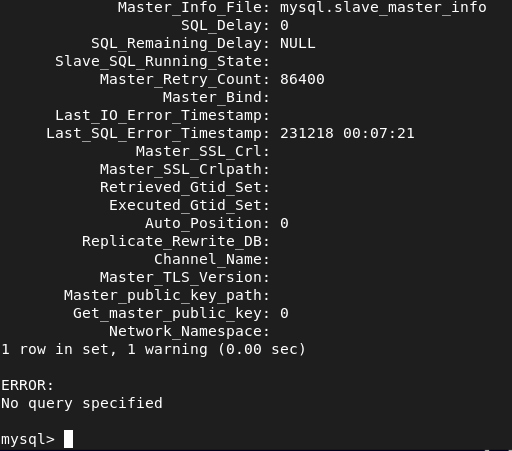 Master_Info_File: mysql.slave_master_info
SQL_Delay: 0
SQL_Remaining_Delay: NULL
Slave_SQL_Running_State:
Master_Retry_Count: 86400
Master_Bind:
Last_IO_Error_Timestamp:
Last_SQL_Error_Timestamp: 231218 00:07:21
Master_SSL_Crl:
Master_SSL_Crlpath:
Retrieved_Gtid_Set:
Executed_Gtid_Set:
Auto_Position: 0
Replicate_Rewrite_DB:
Channel_Name:
Master_TLS_Version:
Master_public_key_path:
Get_master_public_key: 0
Network_Namespace:
1 row in set, 1 warning (0.00 sec)
ERROR:
No query specified
mysql>